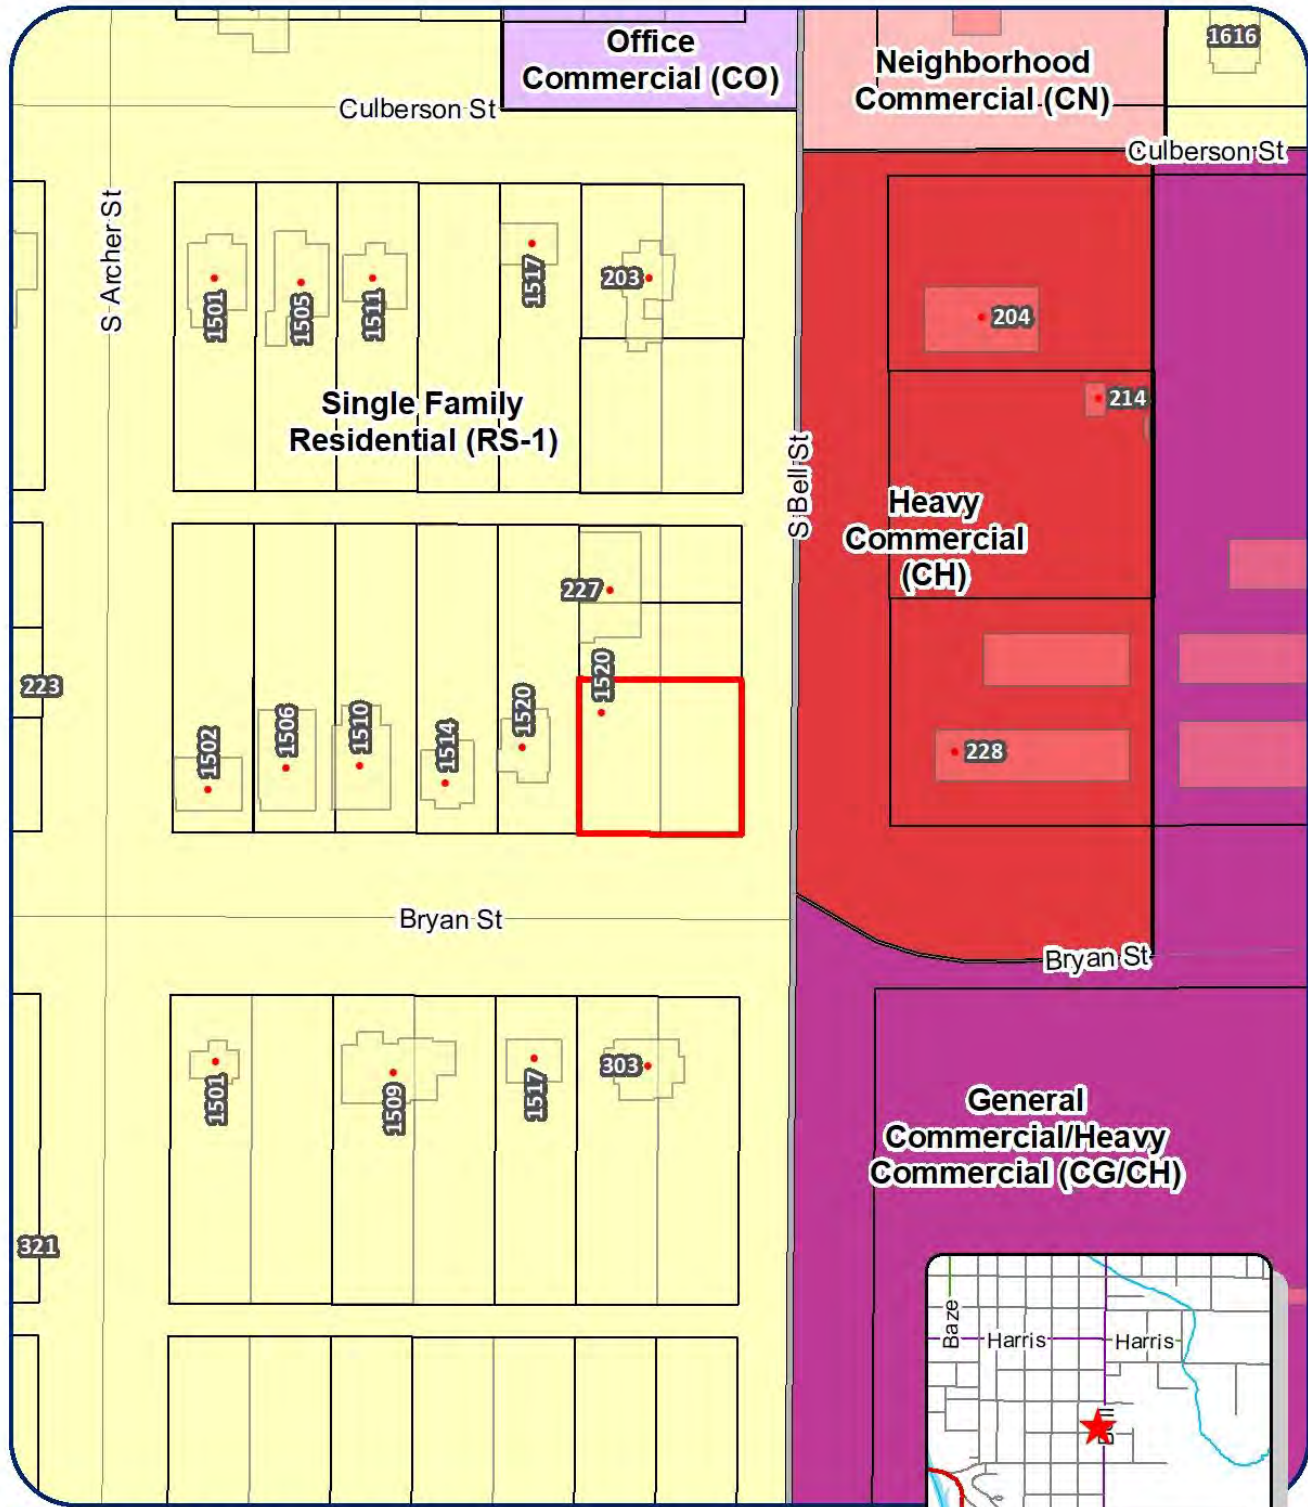 Office
Commercial (CO)
Neighborhood
Commercial (CN)
1616
Culberson St
Culberson St
S Archer St
1501
1505
1511
1517
203
204
214
Single Family
Residential (RS-1)
S Bell St
Heavy
Commercial
(CH)
227
223
1502
1506
1510
1514
1520
1520
228
Bryan St
Bryan St
1501
1509
1517
303
General
Commercial/Heavy
Commercial (CG/CH)
321
Baze
Harris
Harris